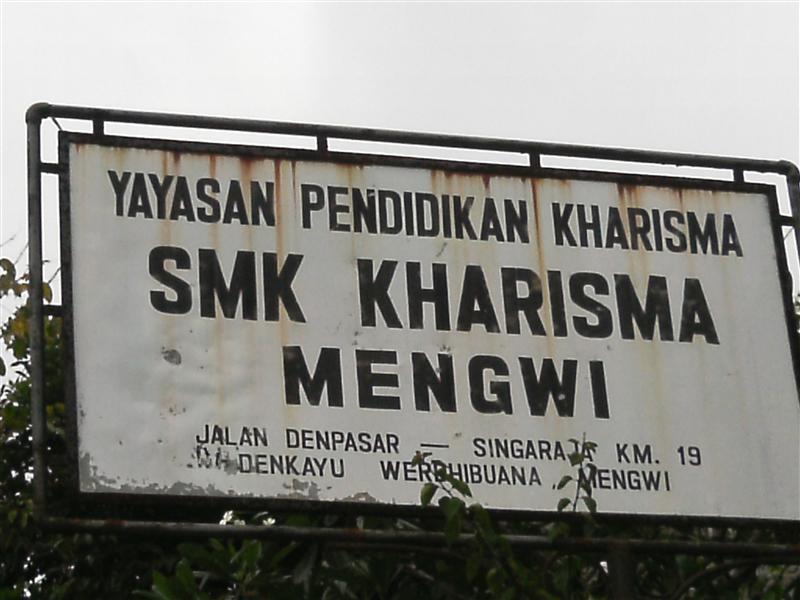 YAYASAN PENDIDIKAN KHARISMA
SMK KHARISMA
MENGWI
JALAN DENPASAR — SINGARAJA KM. 19
DENKAYU WERDHIBUANA MENGWI